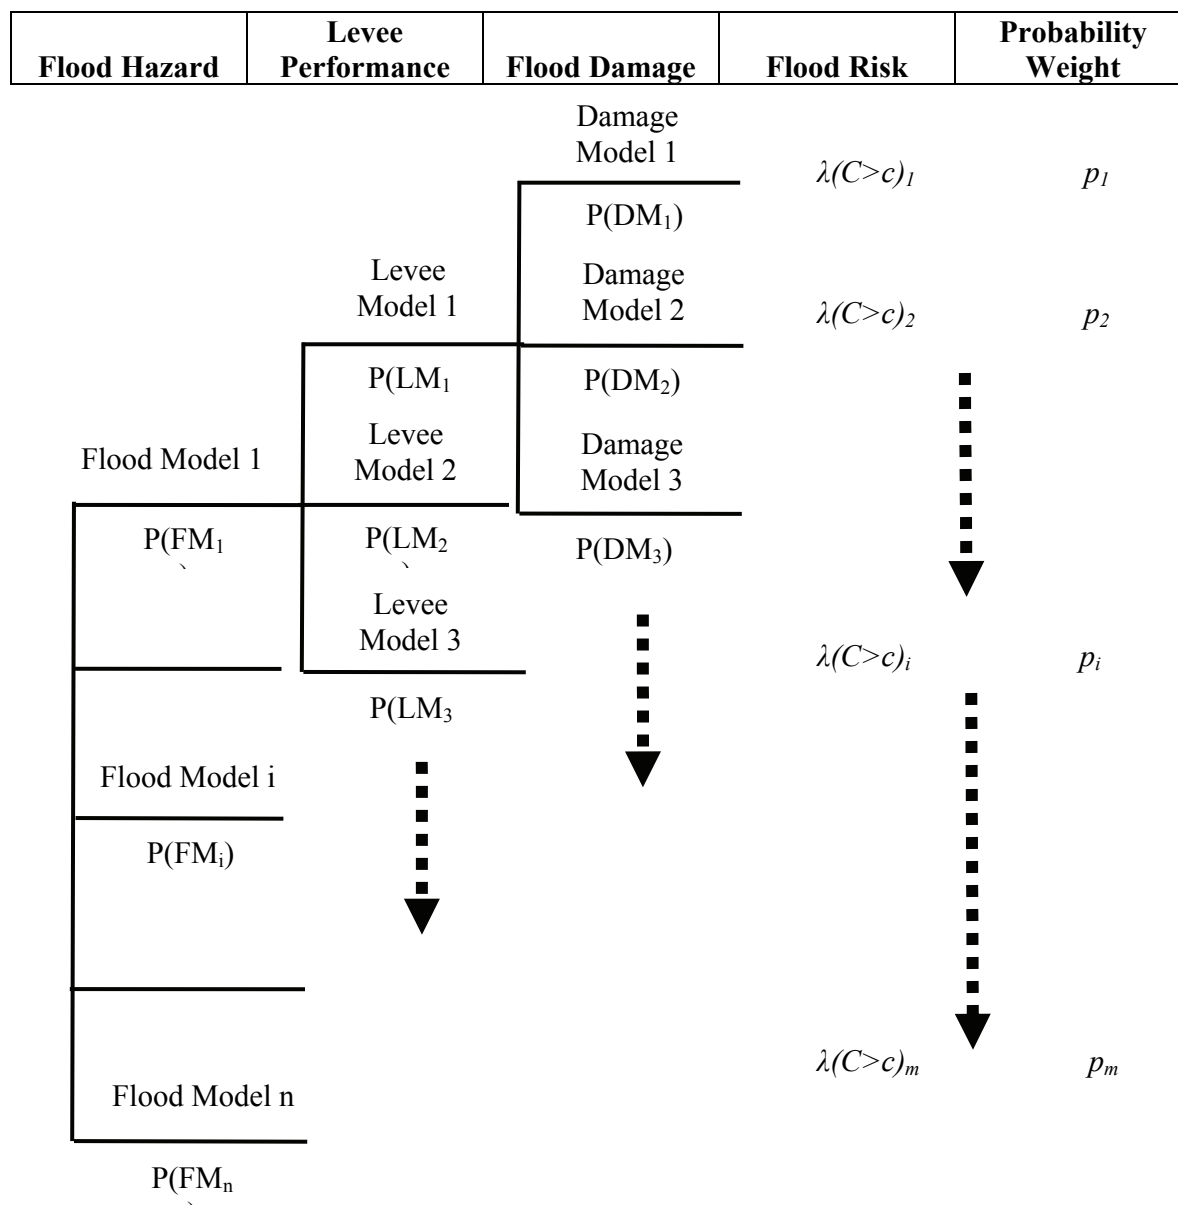 Flood Hazard
Levee
Performance
Flood Damage
Flood Risk
Probability
Weight
Damage
Model 1
λ(C>c)₁
p₁
P(DM₁)
Levee
Model 1
Damage
Model 2
λ(C>c)₂
p₂
P(LM₁
P(DM₂)
Flood Model 1
Levee
Model 2
Damage
Model 3
P(FM₁
P(LM₂
P(DM₃)
Levee
Model 3
λ(C>c)ᵢ
pᵢ
P(LM₃
Flood Model i
P(FMᵢ)
λ(C>c)ₘ
pₘ
Flood Model n
P(FMₙ